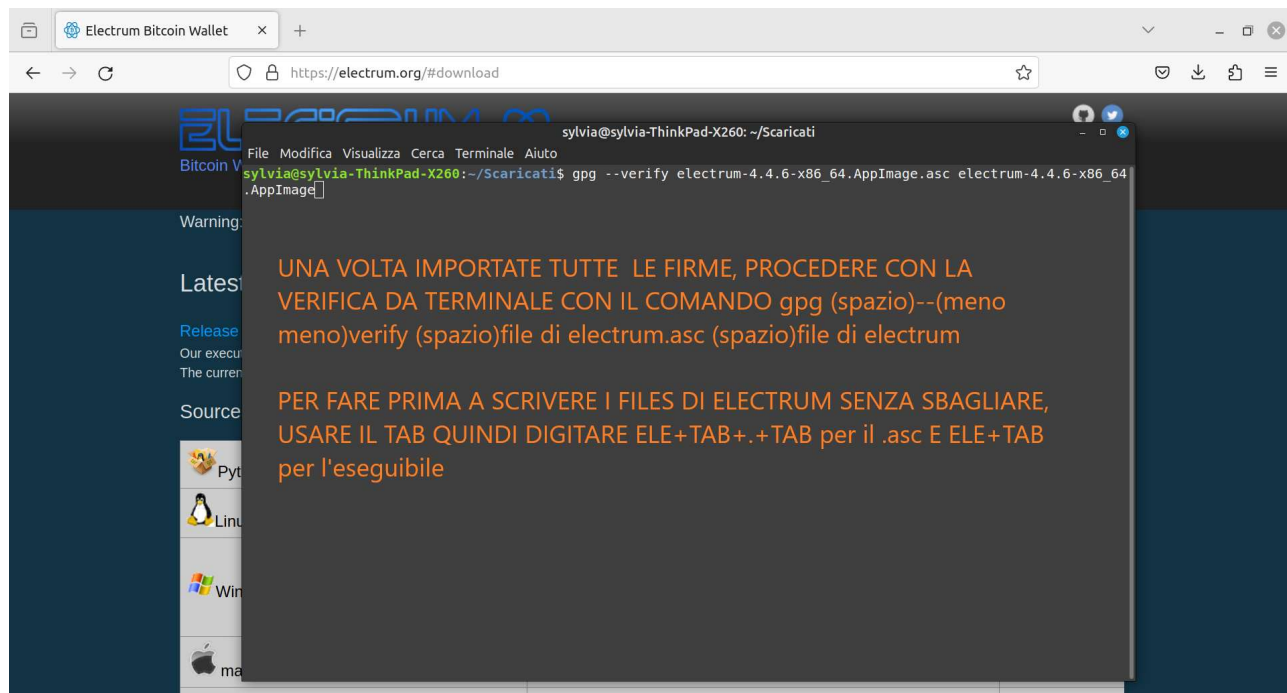 Electrum Bitcoin Wallet
https://electrum.org/#download
ELECTRUM
Bitcoin W
sylvia@sylvia-ThinkPad-X260: ~/Scaricati
File Modifica Visualizza Cerca Terminale Aiuto
sylvia@sylvia-ThinkPad-X260:~/Scaricati$ gpg --verify electrum-4.4.6-x86_64.AppImage.asc electrum-4.4.6-x86_64
.AppImage
Warning:
UNA VOLTA IMPORTATE TUTTE LE FIRME, PROCEDERE CON LA
VERIFICA DA TERMINALE CON IL COMANDO gpg (spazio)--(meno
meno)verify (spazio)file di electrum.asc (spazio)file di electrum
PER FARE PRIMA A SCRIVERE I FILES DI ELECTRUM SENZA SBAGLIARE,
USARE IL TAB QUINDI DIGITARE ELE+TAB+.+TAB per il .asc E ELE+TAB
per l'eseguibile
Latest
Release
Our execu
The curren
Source
Pyt
Linu
Win
ma